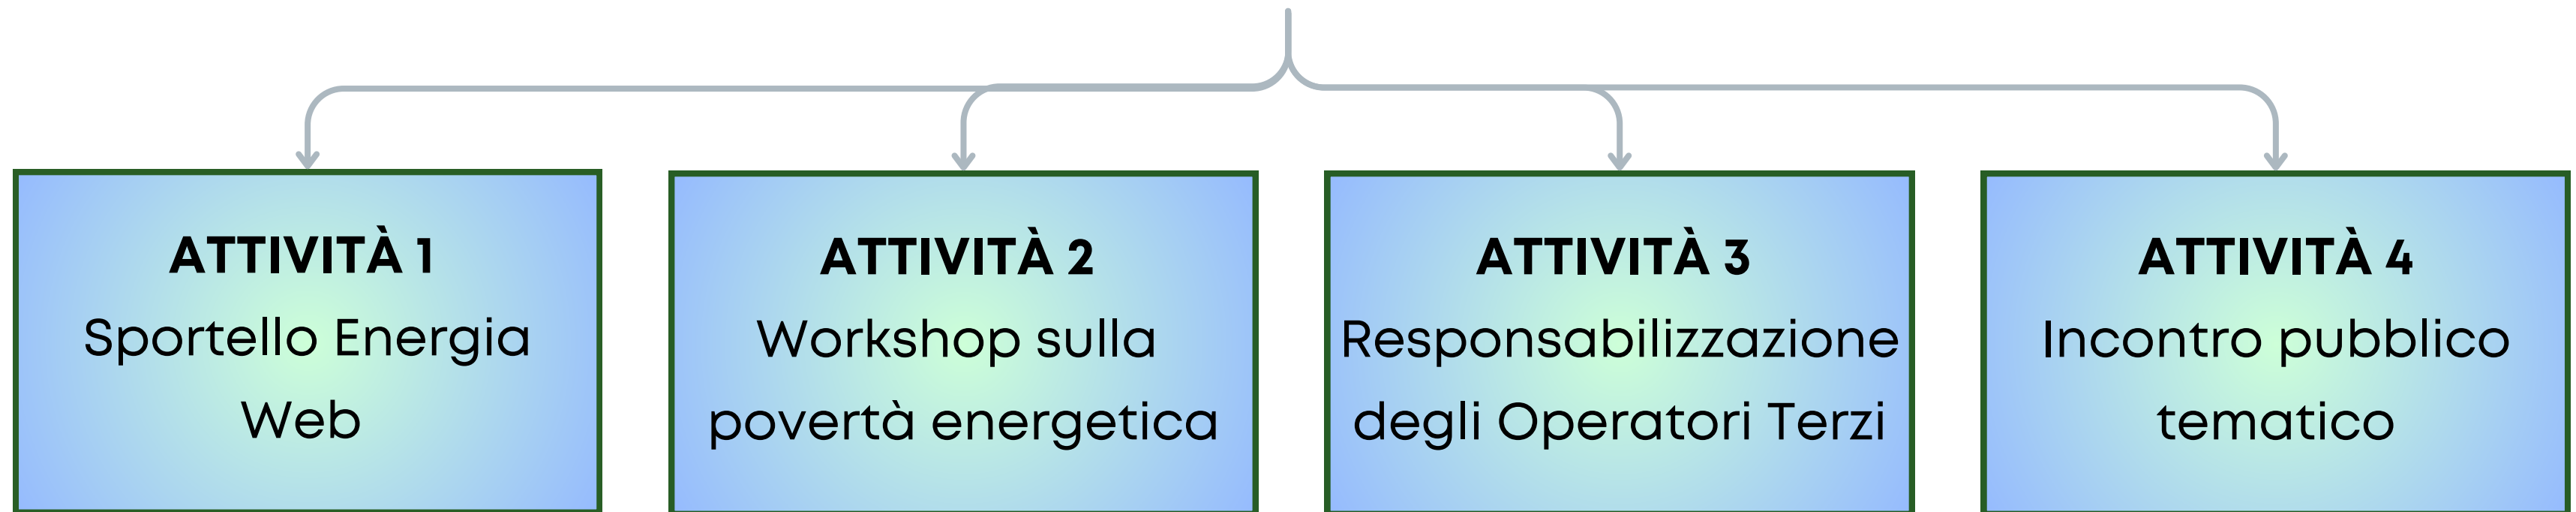 ATTIVITÀ 1
Sportello Energia
Web
ATTIVITÀ 2
Workshop sulla
povertà energetica
ATTIVITÀ 3
Responsabilizzazione
degli Operatori Terzi
ATTIVITÀ 4
Incontro pubblico
tematico